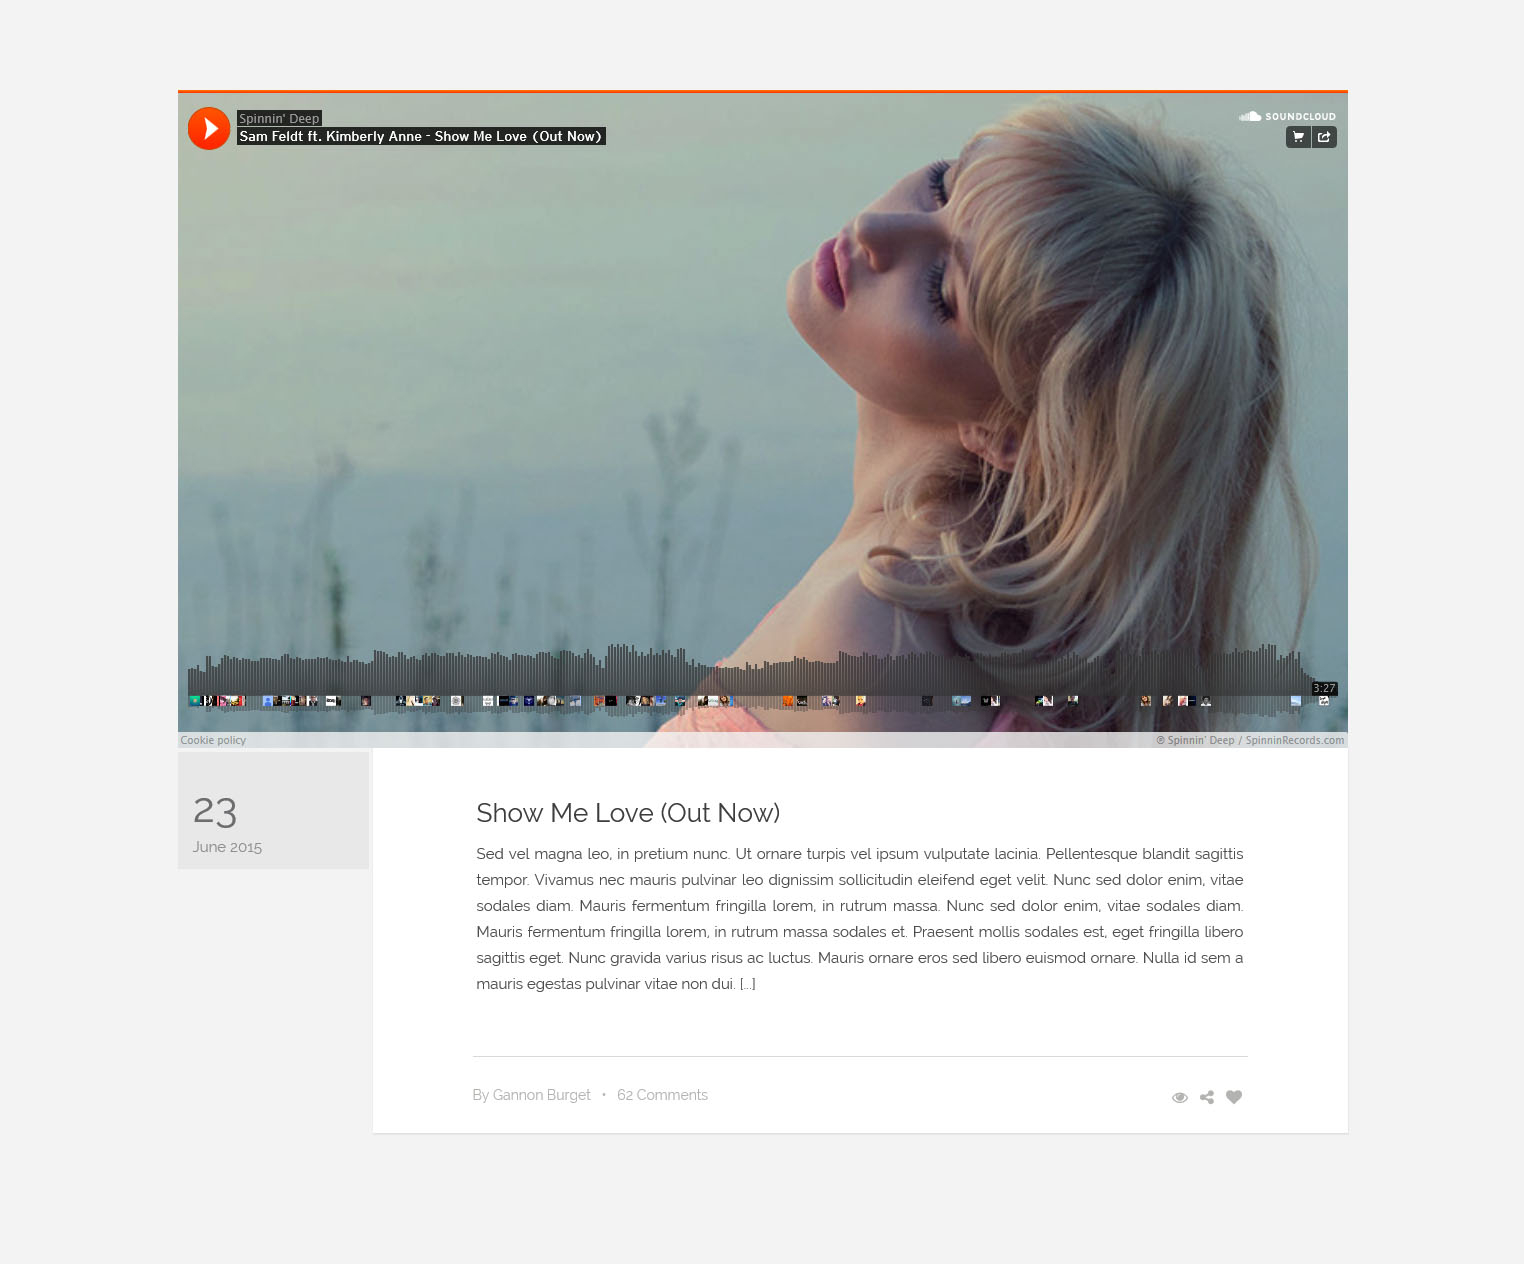 Spinnin' Deep
Sam Feldt ft. Kimberly Anne - Show Me Love (Out Now)
SOUNDCLOUD
3:27
Cookie policy
℗ Spinnin' Deep / SpinninRecords.com
23
June 2015
Show Me Love (Out Now)
Sed vel magna leo, in pretium nunc. Ut ornare turpis vel ipsum vulputate lacinia. Pellentesque blandit sagittis
tempor. Vivamus nec mauris pulvinar leo dignissim sollicitudin eleifend eget velit. Nunc sed dolor enim, vitae
sodales diam. Mauris fermentum fringilla lorem, in rutrum massa. Nunc sed dolor enim, vitae sodales diam.
Mauris fermentum fringilla lorem, in rutrum massa sodales et. Praesent mollis sodales est, eget fringilla libero
sagittis eget. Nunc gravida varius risus ac luctus. Mauris ornare eros sed libero euismod ornare. Nulla id sem a
mauris egestas pulvinar vitae non dui. [...]
By Gannon Burget • 62 Comments